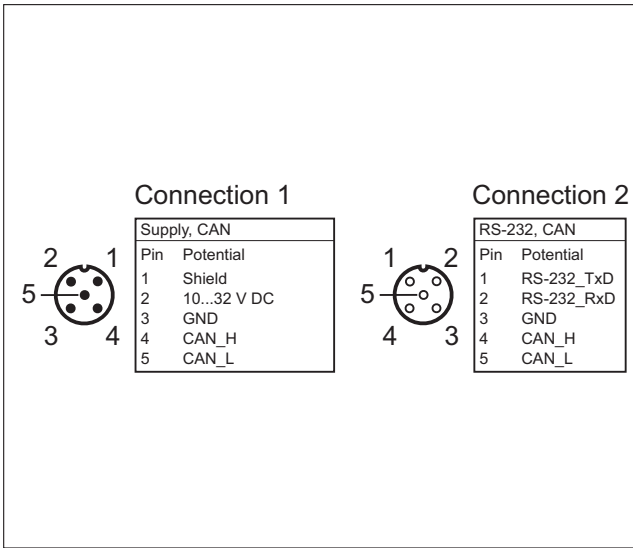 Connection 1
Supply, CAN
Pin Potential
1 Shield
2 10...32 V DC
3 GND
4 CAN_H
5 CAN_L
2 1
5
3 4
Connection 2
RS-232, CAN
Pin Potential
1 RS-232_TxD
2 RS-232_RxD
3 GND
4 CAN_H
5 CAN_L
1 2
5
4 3